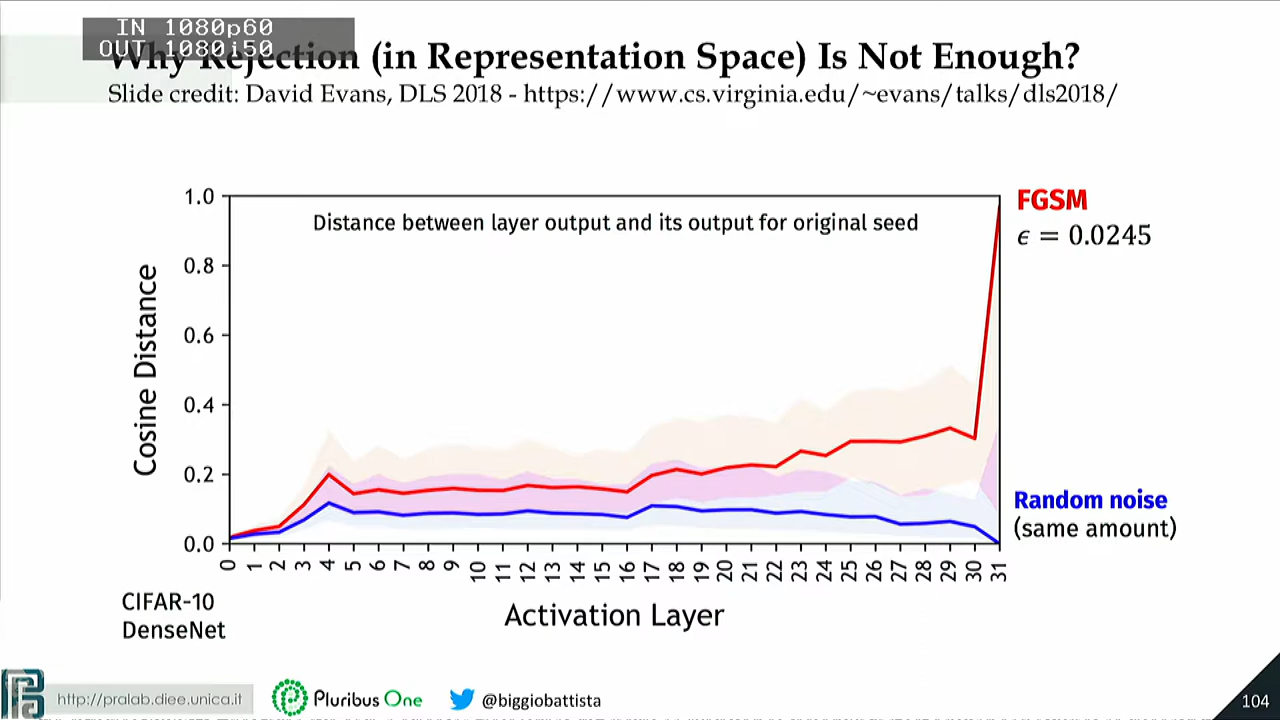 IN 1080p60
OUT 1080i50
Why Rejection (in Representation Space) Is Not Enough?
Slide credit: David Evans, DLS 2018 - https://www.cs.virginia.edu/~evans/talks/dls2018/
Distance between layer output and its output for original seed
FGSM
ϵ = 0.0245
Cosine Distance
1.0
0.8
0.6
0.4
0.2
0.0
Random noise
(same amount)
0 1 2 3 4 5 6 7 8 9 10 11 12 13 14 15 16 17 18 19 20 21 22 23 24 25 26 27 28 29 30 31
Activation Layer
CIFAR-10
DenseNet
http://pralab.diee.unica.it
Pluribus One
@biggiobattista
104